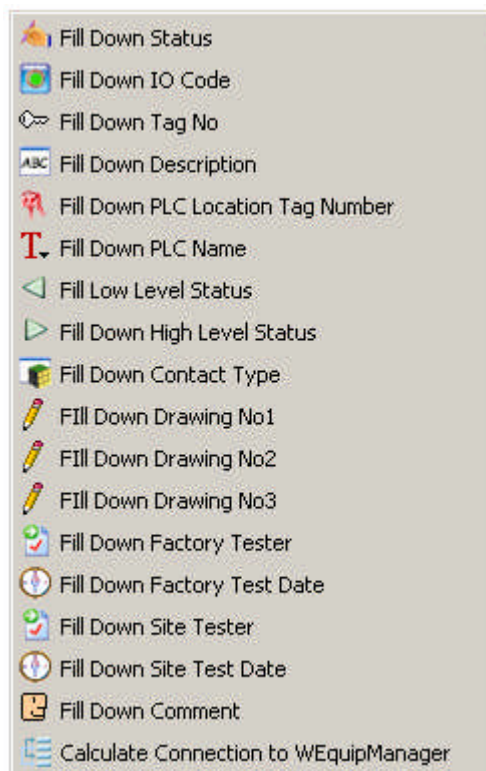 Fill Down Status
Fill Down IO Code
Fill Down Tag No
ABC Fill Down Description
Fill Down PLC Location Tag Number
T Fill Down PLC Name
Fill Low Level Status
Fill Down High Level Status
Fill Down Contact Type
FIll Down Drawing No1
FIll Down Drawing No2
FIll Down Drawing No3
Fill Down Factory Tester
Fill Down Factory Test Date
Fill Down Site Tester
Fill Down Site Test Date
Fill Down Comment
Calculate Connection to WEquipManager